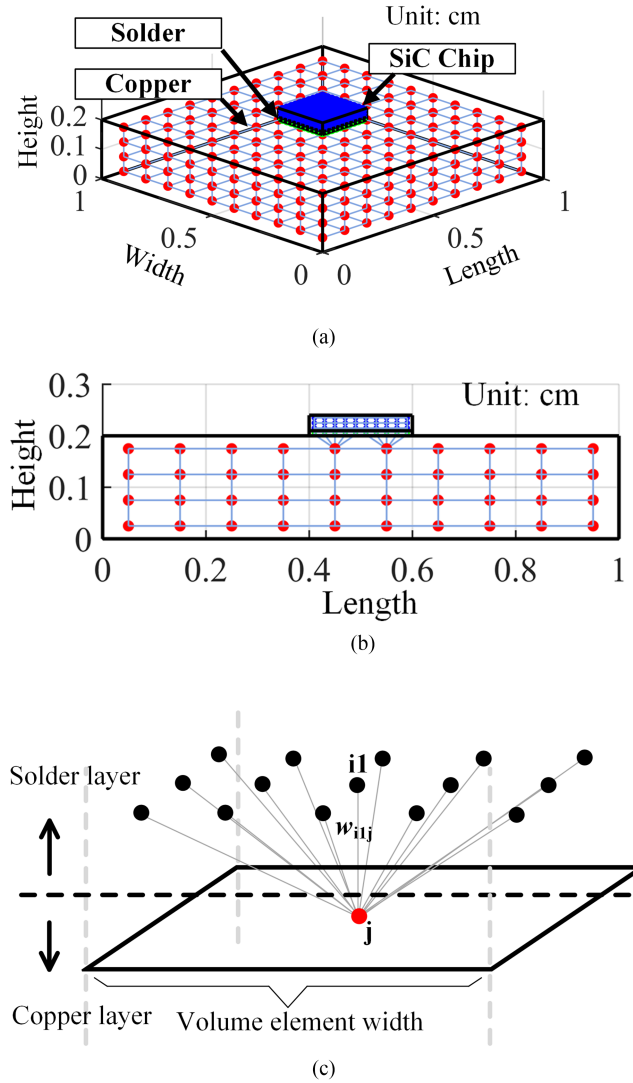 Unit: cm
Solder
SiC Chip
Copper
Height
0.2
0.1
0
1
0.5
0
Width
0
0.5
1
Length
(a)
0.3
Unit: cm
0.2
Height
0.1
0
0 0.2 0.4 0.6 0.8 1
Length
(b)
i1
Solder layer
w_i1j
j
Copper layer
Volume element width
(c)